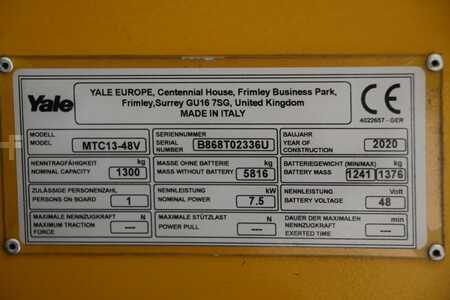 Yale
YALE EUROPE, Centennial House, Frimley Business Park,
Frimley,Surrey GU16 7SG, United Kingdom
MADE IN ITALY
CE
4022657 - GER
MODELL
MODEL
MTC13-48V
SERIENNUMMER
SERIAL NUMBER
B868T02336U
BAUJAHR
YEAR OF CONSTRUCTION
2020
NENNTRAGFÄHIGKEIT kg
NOMINAL CAPACITY
1300
MASSE OHNE BATTERIE kg
MASS WITHOUT BATTERY
5816
BATTERIEGEWICHT (MINI/MAX) kg
BATTERY MASS
1241 1376
ZULÄSSIGE PERSONENZAHL
PERSONS ON BOARD
1
NENNLEISTUNG kW
NOMINAL POWER
7.5
NENNLEISTUNG Volt
BATTERY VOLTAGE
48
MAXIMALE NENNZUGKRAFT N
MAXIMUM TRACTION FORCE
---
MAXIMALE STÜTZLAST N
POWER PULL
---
DAUER DER MAXIMALEN NENNZUGKRAFT min
EXERTED TIME
---